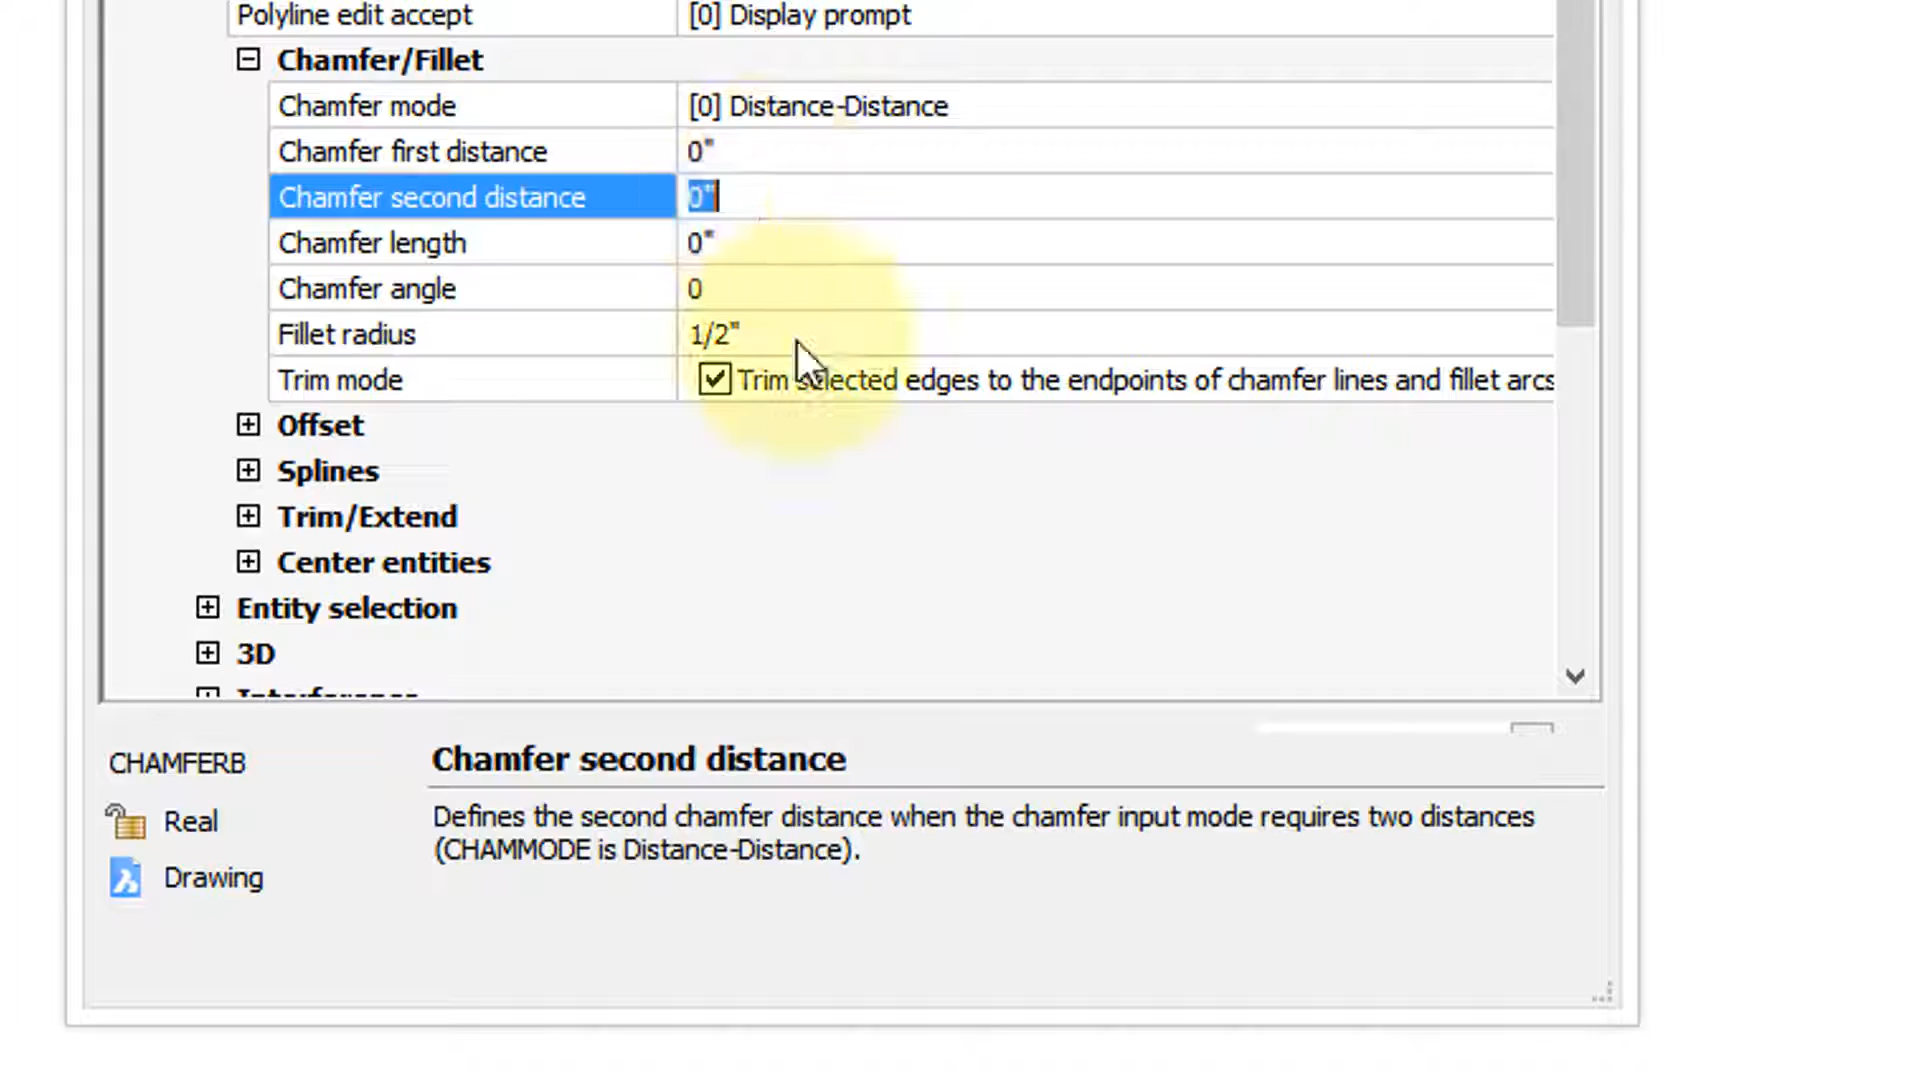 Polyline edit accept [0] Display prompt
Chamfer/Fillet
Chamfer mode [0] Distance-Distance
Chamfer first distance 0"
Chamfer second distance 0"
Chamfer length 0"
Chamfer angle 0
Fillet radius 1/2"
Trim mode Trim selected edges to the endpoints of chamfer lines and fillet arcs
Offset
Splines
Trim/Extend
Center entities
Entity selection
3D
Interference
CHAMFERB
Real
Drawing
Chamfer second distance
Defines the second chamfer distance when the chamfer input mode requires two distances
(CHAMMODE is Distance-Distance).